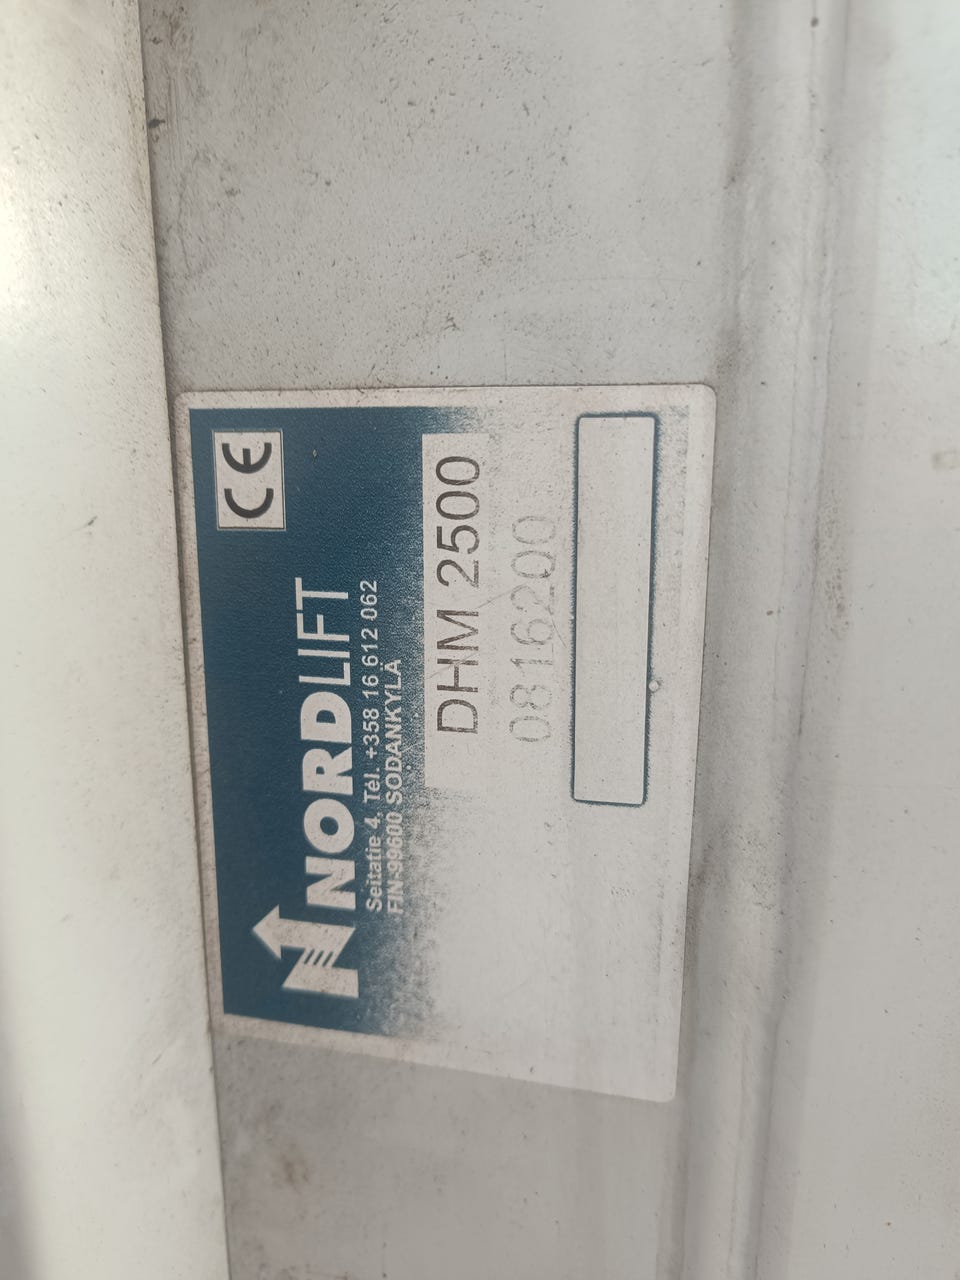 CE
NORDLIFT
Seitatie 4, Tel. +358 16 612 062
FIN-99600 SODANKYLÄ
DHM 2500
0816200